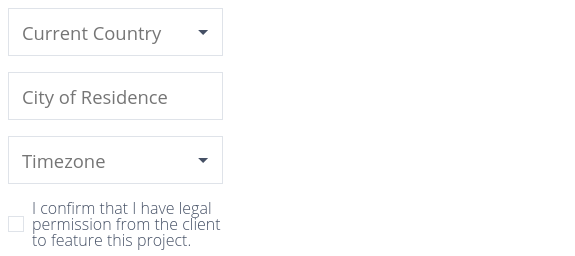 Current Country
City of Residence
Timezone
I confirm that I have legal
permission from the client
to feature this project.